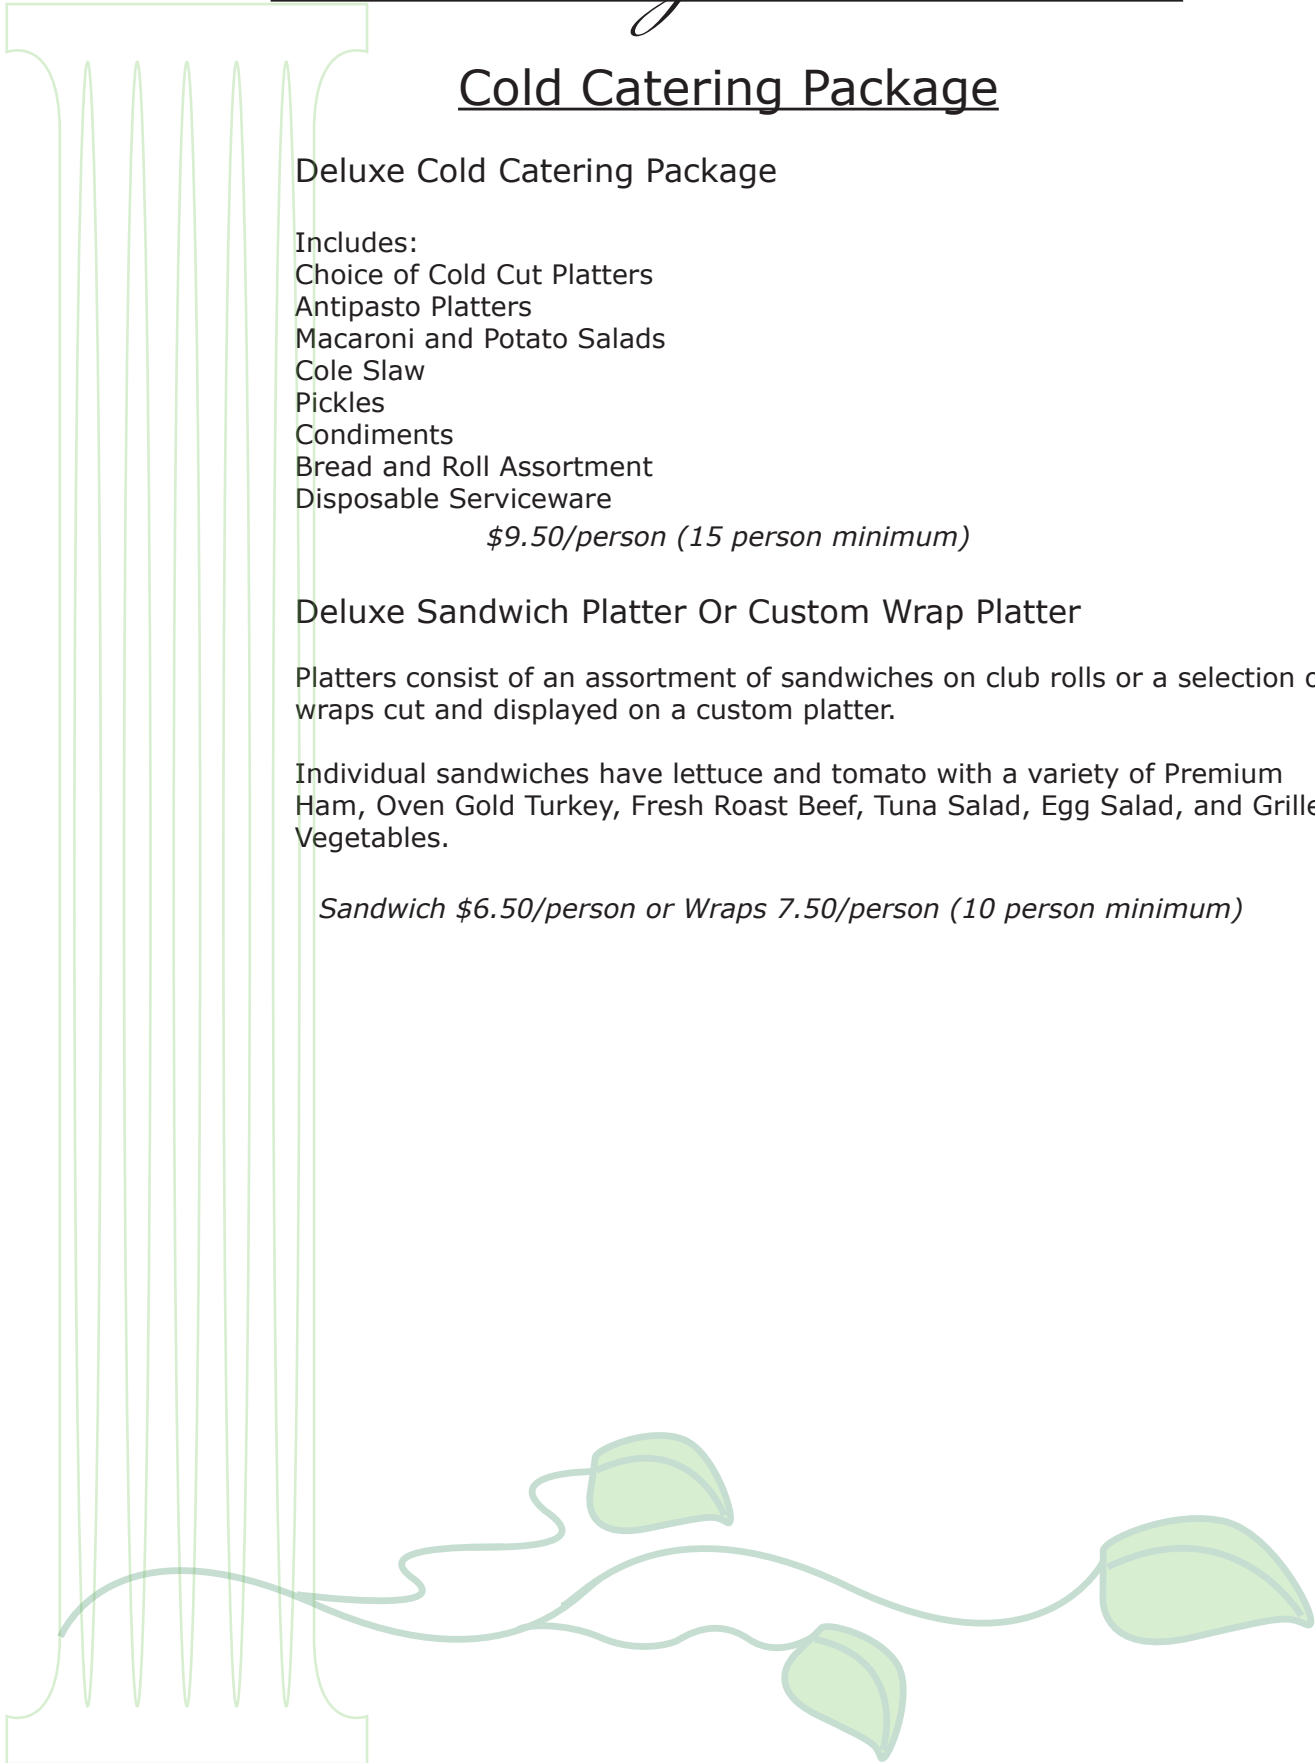 Cold Catering Package
Deluxe Cold Catering Package
Includes:
Choice of Cold Cut Platters
Antipasto Platters
Macaroni and Potato Salads
Cole Slaw
Pickles
Condiments
Bread and Roll Assortment
Disposable Serviceware
$9.50/person (15 person minimum)
Deluxe Sandwich Platter Or Custom Wrap Platter
Platters consist of an assortment of sandwiches on club rolls or a selection
wraps cut and displayed on a custom platter.
Individual sandwiches have lettuce and tomato with a variety of Premium
Ham, Oven Gold Turkey, Fresh Roast Beef, Tuna Salad, Egg Salad, and
Vegetables.
Sandwich $6.50/person or Wraps 7.50/person (10 person minimum)